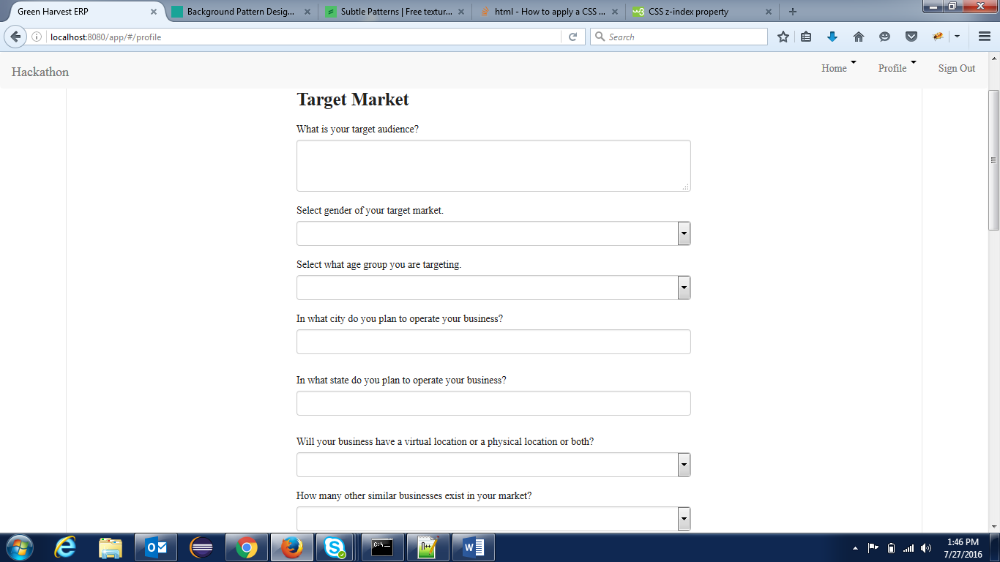 Green Harvest ERP
Background Pattern Desig...
Subtle Patterns | Free textur...
html - How to apply a CSS ...
w3
CSS z-index property
localhost:8080/app/#/profile
Search
Hackathon
Home
Profile
Sign Out
Target Market
What is your target audience?
Select gender of your target market.
Select what age group you are targeting.
In what city do you plan to operate your business?
In what state do you plan to operate your business?
Will your business have a virtual location or a physical location or both?
How many other similar businesses exist in your market?
C:\
1:46 PM
7/27/2016